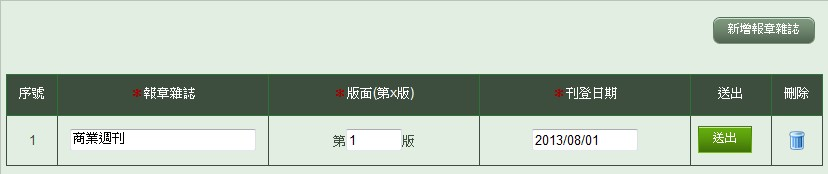 新增報章雜誌
序號 *報章雜誌 *版面(第x版) *刊登日期 送出 刪除
1 商業週刊 第1版 2013/08/01 送出